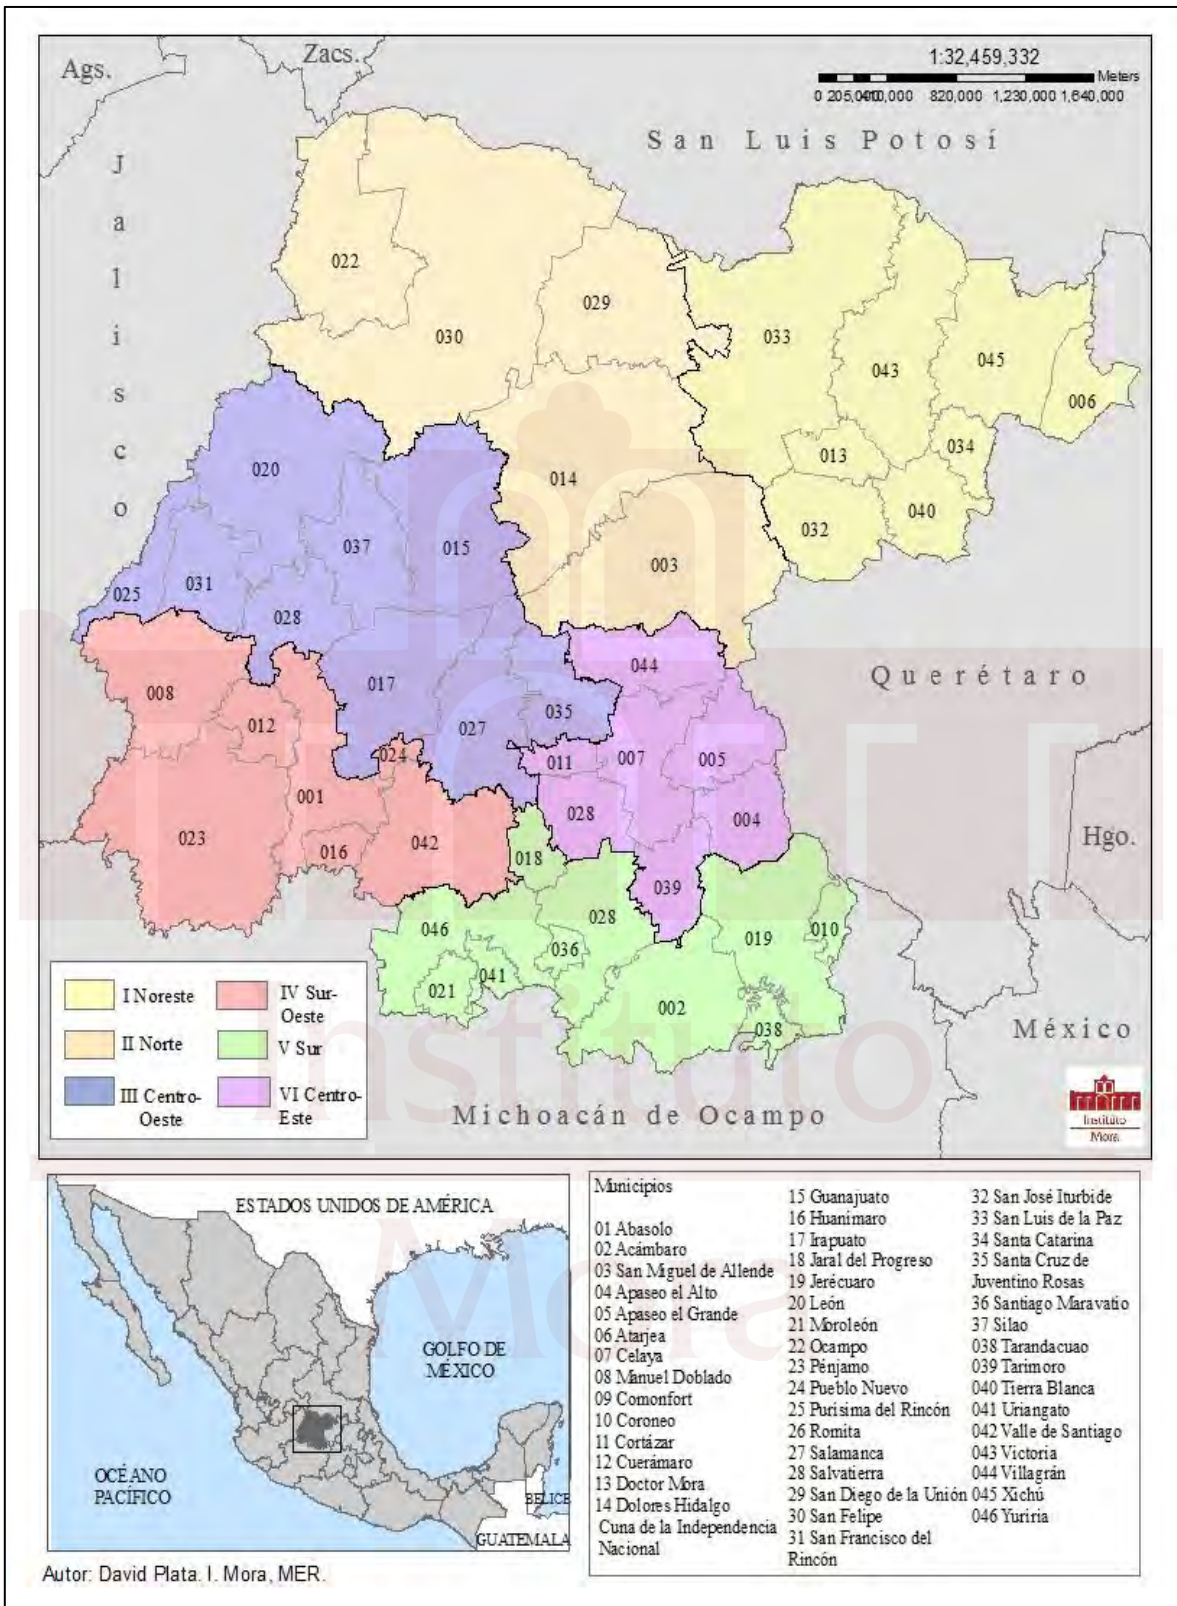 Zacs.
Ags.
1:32,459,332
Meters
0 205,000 410,000 820,000 1,230,000 1,640,000
San Luis Potosí
Jalisco
022
029
030
033
043
045
006
034
013
014
040
032
003
020
037
015
031
025
028
017
027
035
044
Querétaro
008
012
024
011
007
005
001
023
016
042
028
004
Hgo.
018
039
028
046
036
041
021
019
010
002
038
I Noreste
IV Sur-
Oeste
II Norte
V Sur
III Centro-
Oeste
VI Centro-
Este
México
Michoacán de Ocampo
Instituto
Mora
Instituto
Mora
ESTADOS UNIDOS DE AMÉRICA
GOLFO DE
MÉXICO
OCÉANO
PACÍFICO
BELICE
GUATEMALA
Municipios
01 Abasolo
02 Acámbaro
03 San Miguel de Allende
04 Apaseo el Alto
05 Apaseo el Grande
06 Atarjea
07 Celaya
08 Manuel Doblado
09 Comonfort
10 Coroneo
11 Cortázar
12 Cuerámaro
13 Doctor Mora
14 Dolores Hidalgo
Cuna de la Independencia
Nacional
15 Guanajuato
16 Huanímaro
17 Irapuato
18 Jaral del Progreso
19 Jerécuaro
20 León
21 Moroleón
22 Ocampo
23 Pénjamo
24 Pueblo Nuevo
25 Purísima del Rincón
26 Romita
27 Salamanca
28 Salvatierra
29 San Diego de la Unión
30 San Felipe
31 San Francisco del
Rincón
32 San José Iturbide
33 San Luis de la Paz
34 Santa Catarina
35 Santa Cruz de
Juventino Rosas
36 Santiago Maravatío
37 Silao
038 Tarandacuao
039 Tarimoro
040 Tierra Blanca
041 Uriangato
042 Valle de Santiago
043 Victoria
044 Villagrán
045 Xichú
046 Yuriria
Autor: David Plata. I. Mora, MER.